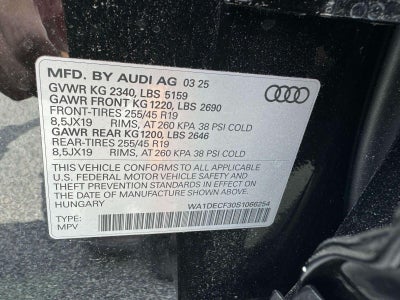 MFD. BY AUDI AG 03 25
GVWR KG 2340, LBS 5159
GAWR FRONT KG 1220, LBS 2690
FRONT-TIRES 255/45 R19
8,5JX19 RIMS, AT 260 KPA 38 PSI COLD
GAWR REAR KG1200, LBS 2646
REAR-TIRES 255/45 R19
8,5JX19 RIMS, AT 260 KPA 38 PSI COLD
THIS VEHICLE CONFORMS TO ALL APPLICABLE
U.S. FEDERAL MOTOR VEHICLE SAFETY AND
THEFT PREVENTION STANDARDS IN EFFECT ON
THE DATE OF MANUFACTURE SHOWN ABOVE.
HUNGARY WA1DECF30S1066254
TYPE:
MPV